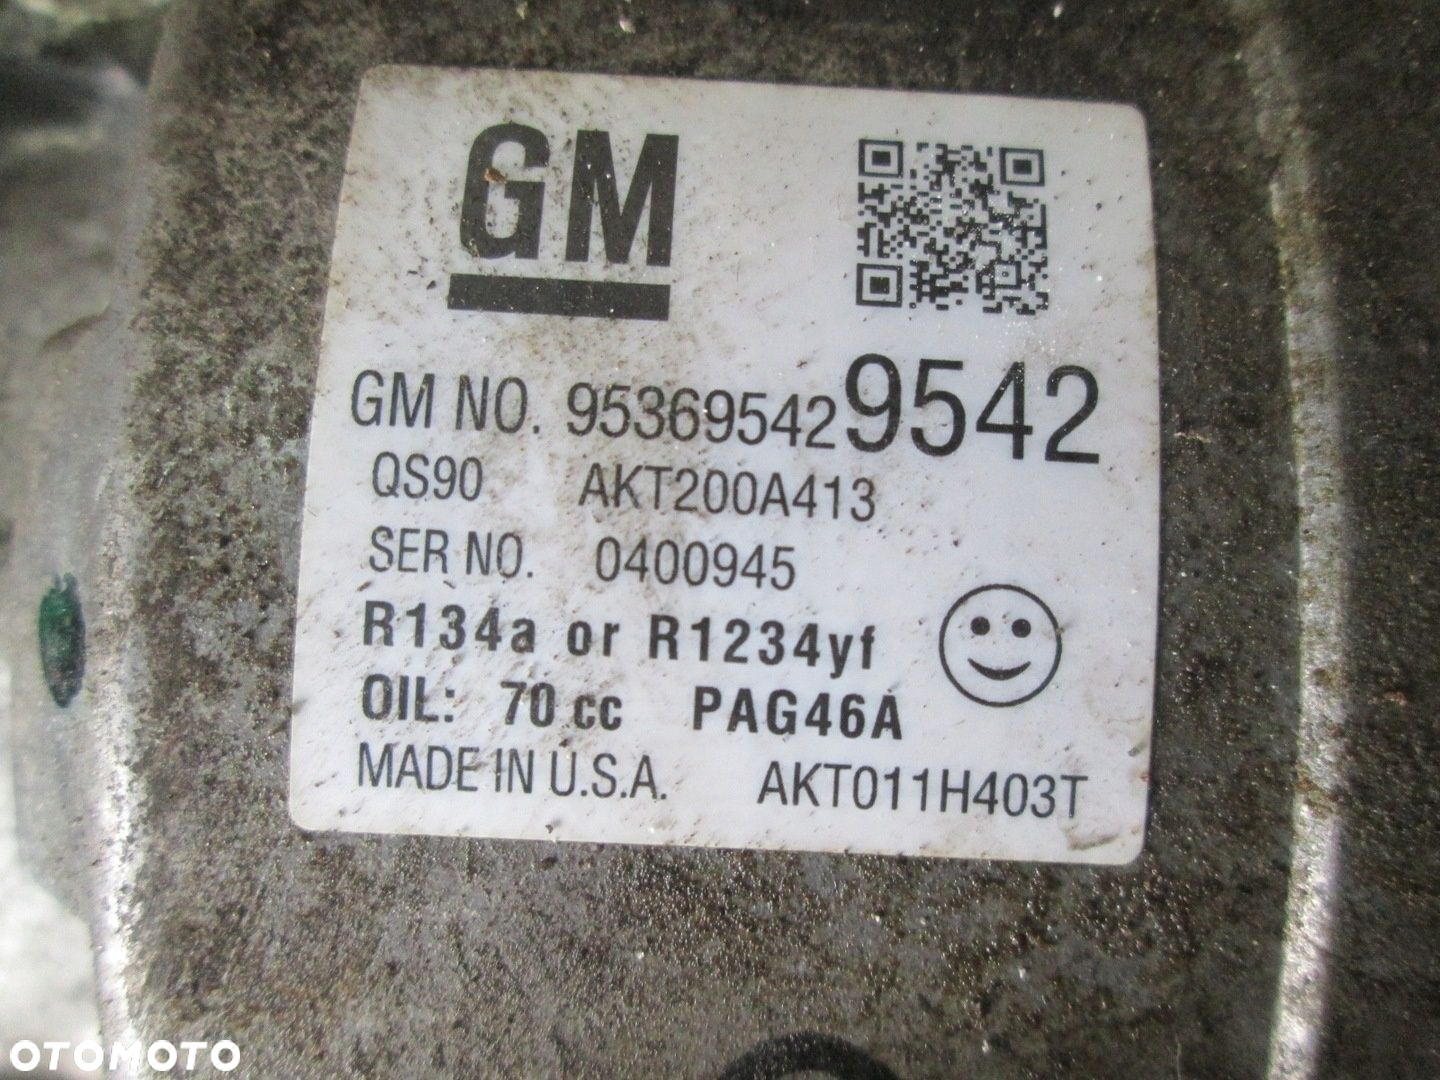 GM
GM NO. 95369542 9542
QS90 AKT200A413
SER NO. 0400945
R134a or R1234yf
OIL: 70 cc PAG46A
MADE IN U.S.A. AKT011H403T
OTOMOTO